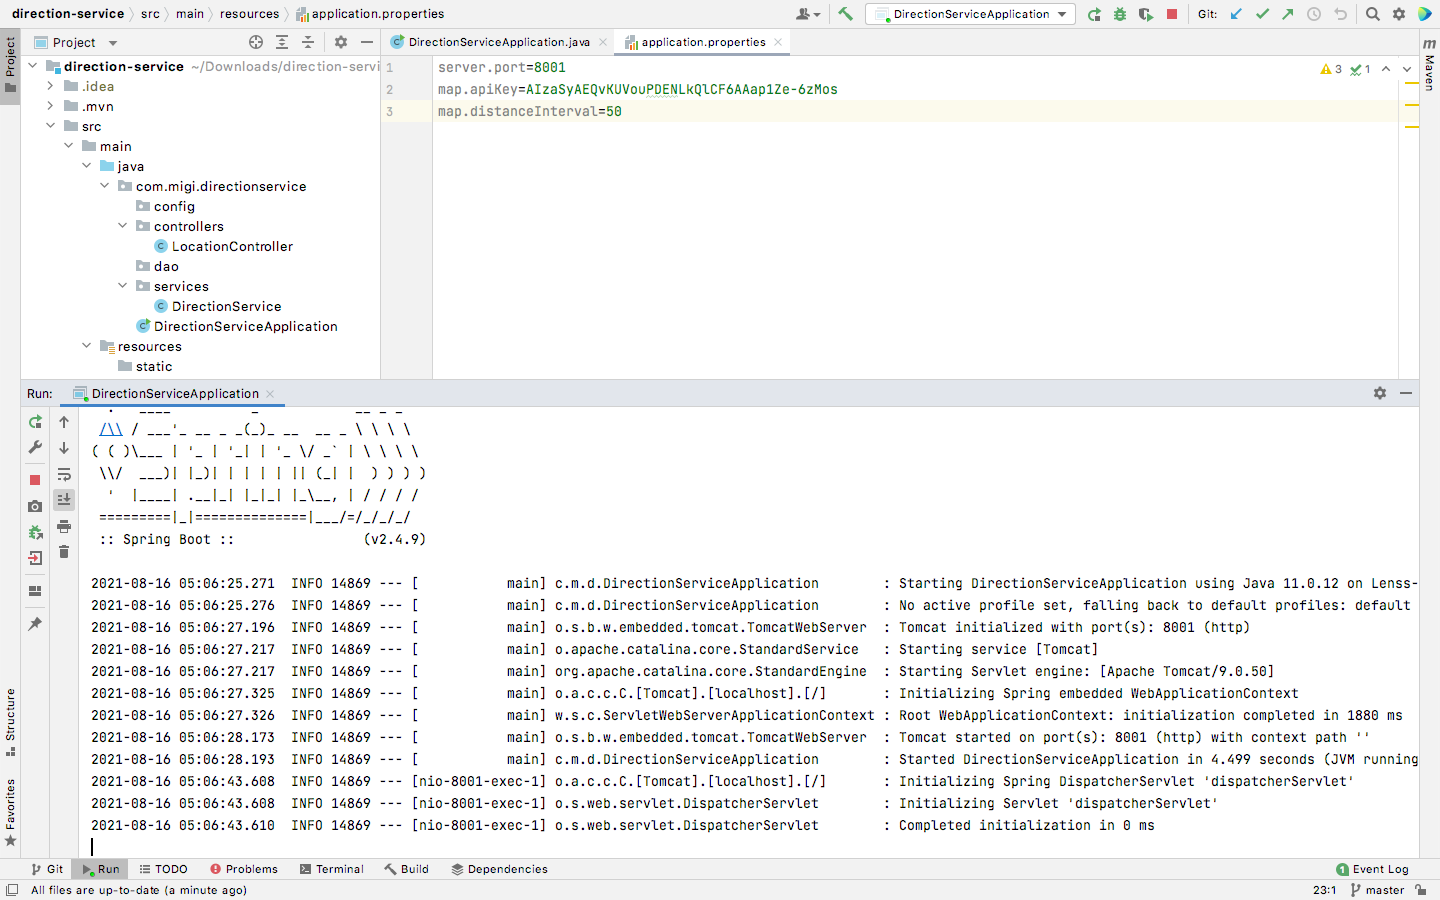 direction-service src main resources application.properties DirectionServiceApplication Git:
Project DirectionServiceApplication.java application.properties
Project
Maven
direction-service ~/Downloads/direction-servi
.idea
.mvn
src
main
java
com.migi.directionservice
config
controllers
LocationController
dao
services
DirectionService
DirectionServiceApplication
resources
static
1 server.port=8001
2 map.apiKey=AIzaSyAEQvKUVouPDENLkQlCF6AAap1Ze-6zMos
3 map.distanceInterval=50
3 1
Run: DirectionServiceApplication
  .   ____          _            __ _ _
 /\\ / ___'_ __ _ _(_)_ __  __ _ \ \ \ \
( ( )\___ | '_ | '_| | '_ \/ _` | \ \ \ \
 \\/  ___)| |_)| | | | | || (_| |  ) ) ) )
  '  |____| .__|_| |_|_| |_\__, | / / / /
 =========|_|==============|___/=/_/_/_/
 :: Spring Boot ::                (v2.4.9)
2021-08-16 05:06:25.271  INFO 14869 --- [           main] c.m.d.DirectionServiceApplication        : Starting DirectionServiceApplication using Java 11.0.12 on Lenss-
2021-08-16 05:06:25.276  INFO 14869 --- [           main] c.m.d.DirectionServiceApplication        : No active profile set, falling back to default profiles: default
2021-08-16 05:06:27.196  INFO 14869 --- [           main] o.s.b.w.embedded.tomcat.TomcatWebServer  : Tomcat initialized with port(s): 8001 (http)
2021-08-16 05:06:27.217  INFO 14869 --- [           main] o.apache.catalina.core.StandardService   : Starting service [Tomcat]
2021-08-16 05:06:27.217  INFO 14869 --- [           main] org.apache.catalina.core.StandardEngine  : Starting Servlet engine: [Apache Tomcat/9.0.50]
2021-08-16 05:06:27.325  INFO 14869 --- [           main] o.a.c.c.C.[Tomcat].[localhost].[/]       : Initializing Spring embedded WebApplicationContext
2021-08-16 05:06:27.326  INFO 14869 --- [           main] w.s.c.ServletWebServerApplicationContext : Root WebApplicationContext: initialization completed in 1880 ms
2021-08-16 05:06:28.173  INFO 14869 --- [           main] o.s.b.w.embedded.tomcat.TomcatWebServer  : Tomcat started on port(s): 8001 (http) with context path ''
2021-08-16 05:06:28.193  INFO 14869 --- [           main] c.m.d.DirectionServiceApplication        : Started DirectionServiceApplication in 4.499 seconds (JVM running
2021-08-16 05:06:43.608  INFO 14869 --- [nio-8001-exec-1] o.a.c.c.C.[Tomcat].[localhost].[/]       : Initializing Spring DispatcherServlet 'dispatcherServlet'
2021-08-16 05:06:43.608  INFO 14869 --- [nio-8001-exec-1] o.s.web.servlet.DispatcherServlet        : Initializing Servlet 'dispatcherServlet'
2021-08-16 05:06:43.610  INFO 14869 --- [nio-8001-exec-1] o.s.web.servlet.DispatcherServlet        : Completed initialization in 0 ms
Structure
Favorites
Git Run TODO Problems Terminal Build Dependencies 1 Event Log
All files are up-to-date (a minute ago) 23:1 master